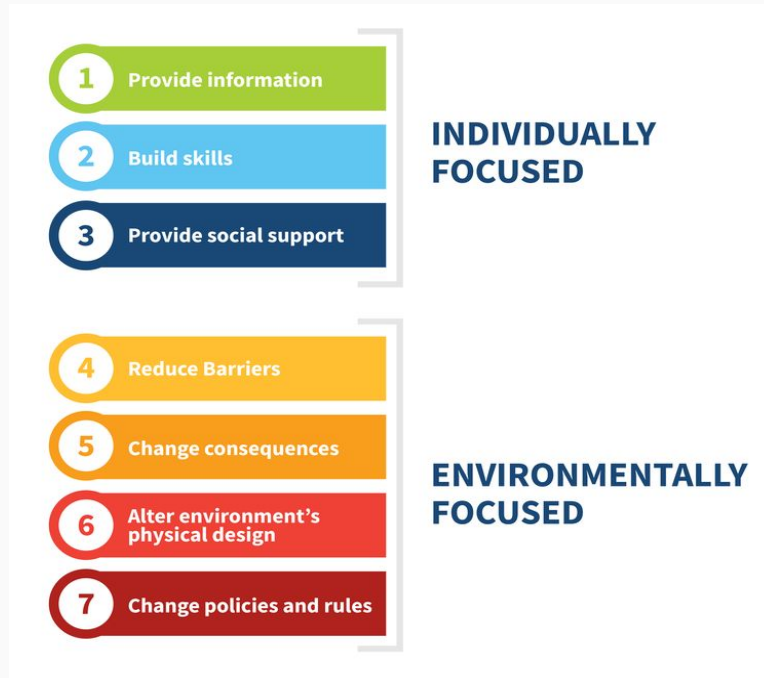 1 Provide information
2 Build skills
3 Provide social support
INDIVIDUALLY
FOCUSED
4 Reduce Barriers
5 Change consequences
6 Alter environment’s
physical design
7 Change policies and rules
ENVIRONMENTALLY
FOCUSED